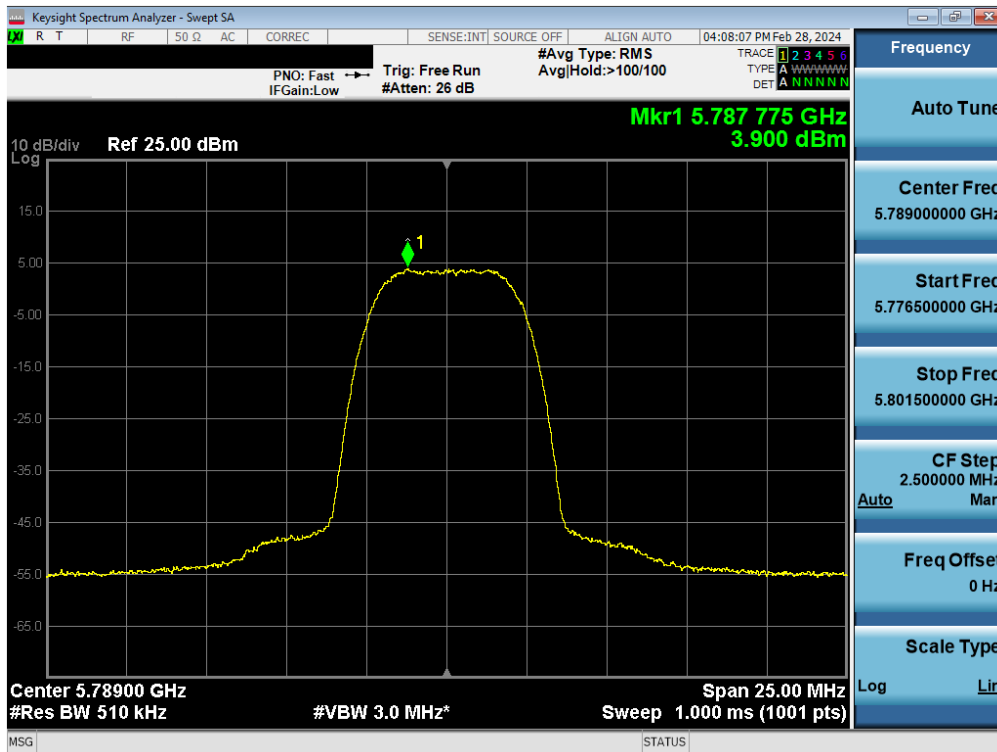 Keysight Spectrum Analyzer - Swept SA
LXI R T RF 50 Ω AC CORREC SENSE:INT SOURCE OFF ALIGN AUTO 04:08:07 PM Feb 28, 2024
PNO: Fast
IFGain:Low
Trig: Free Run
#Atten: 26 dB
#Avg Type: RMS
Avg|Hold:>100/100
TRACE 1 2 3 4 5 6
TYPE A WWWWW
DET A N N N N N
Mkr1 5.787 775 GHz
3.900 dBm
10 dB/div
Log
Ref 25.00 dBm
15.0
5.00
-5.00
-15.0
-25.0
-35.0
-45.0
-55.0
-65.0
1
Center 5.78900 GHz
#Res BW 510 kHz
#VBW 3.0 MHz*
Span 25.00 MHz
Sweep 1.000 ms (1001 pts)
MSG
STATUS
Frequency
Auto Tune
Center Freq
5.789000000 GHz
Start Freq
5.776500000 GHz
Stop Freq
5.801500000 GHz
CF Step
2.500000 MHz
Auto Man
Freq Offset
0 Hz
Scale Type
Log Lin